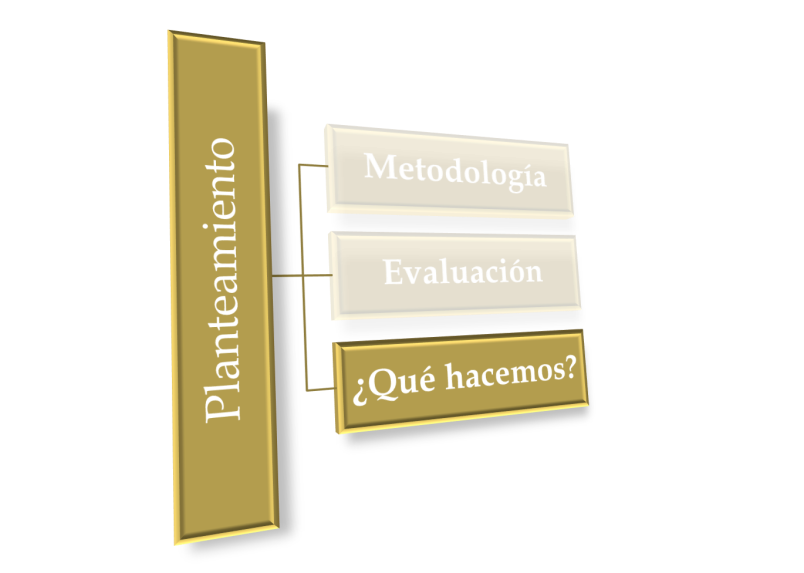 Planteamiento
Metodología
Evaluación
¿Qué hacemos?